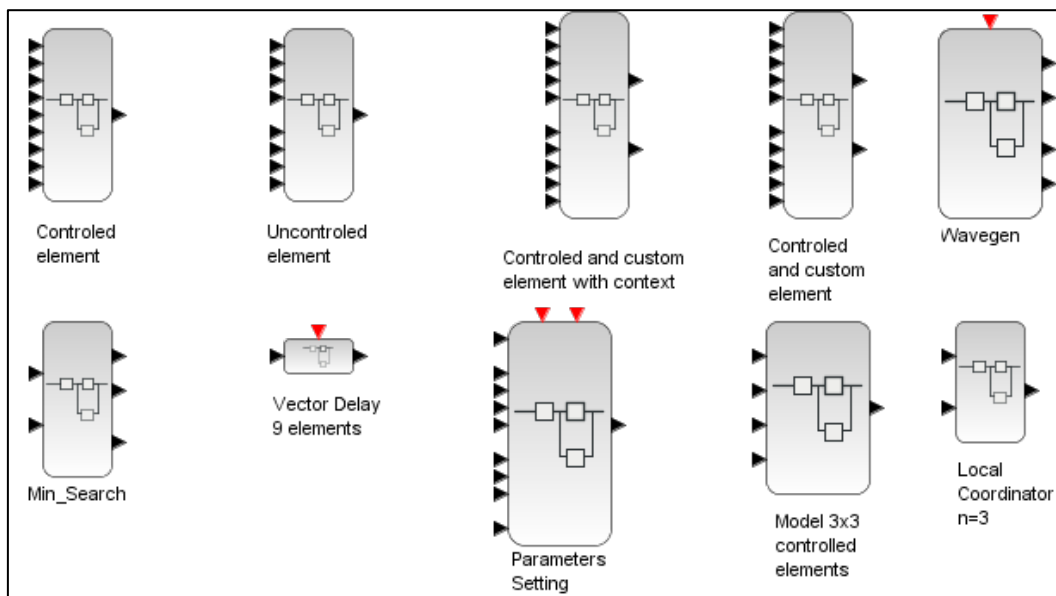 Controled
element
Uncontroled
element
Controled and custom
element with context
Controled
and custom
element
Wavegen
Min_Search
Vector Delay
9 elements
Parameters
Setting
Model 3x3
controlled
elements
Local
Coordinator
n=3